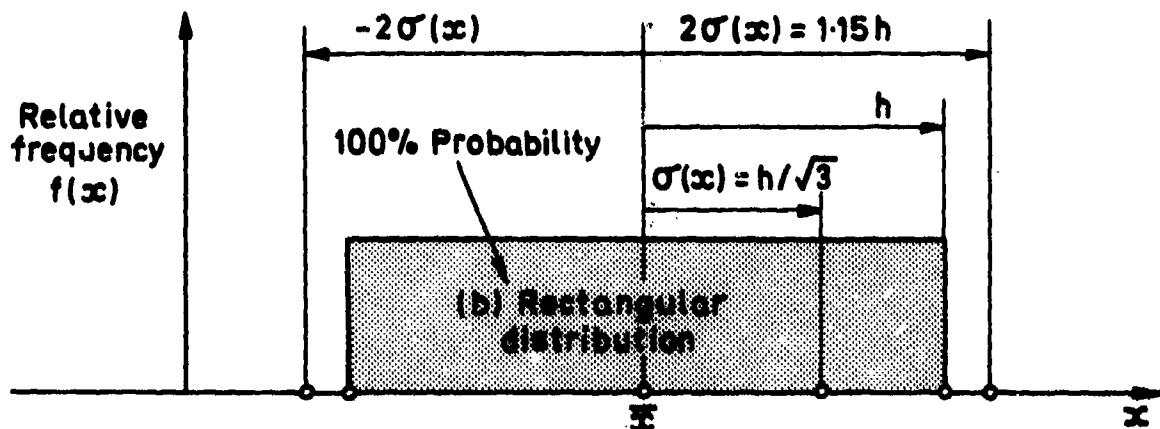 -2σ(x)
2σ(x) = 1·15 h
Relative
frequency
f(x)
h
100% Probability
σ(x) = h/√3
(b) Rectangular
distribution
x̄
x